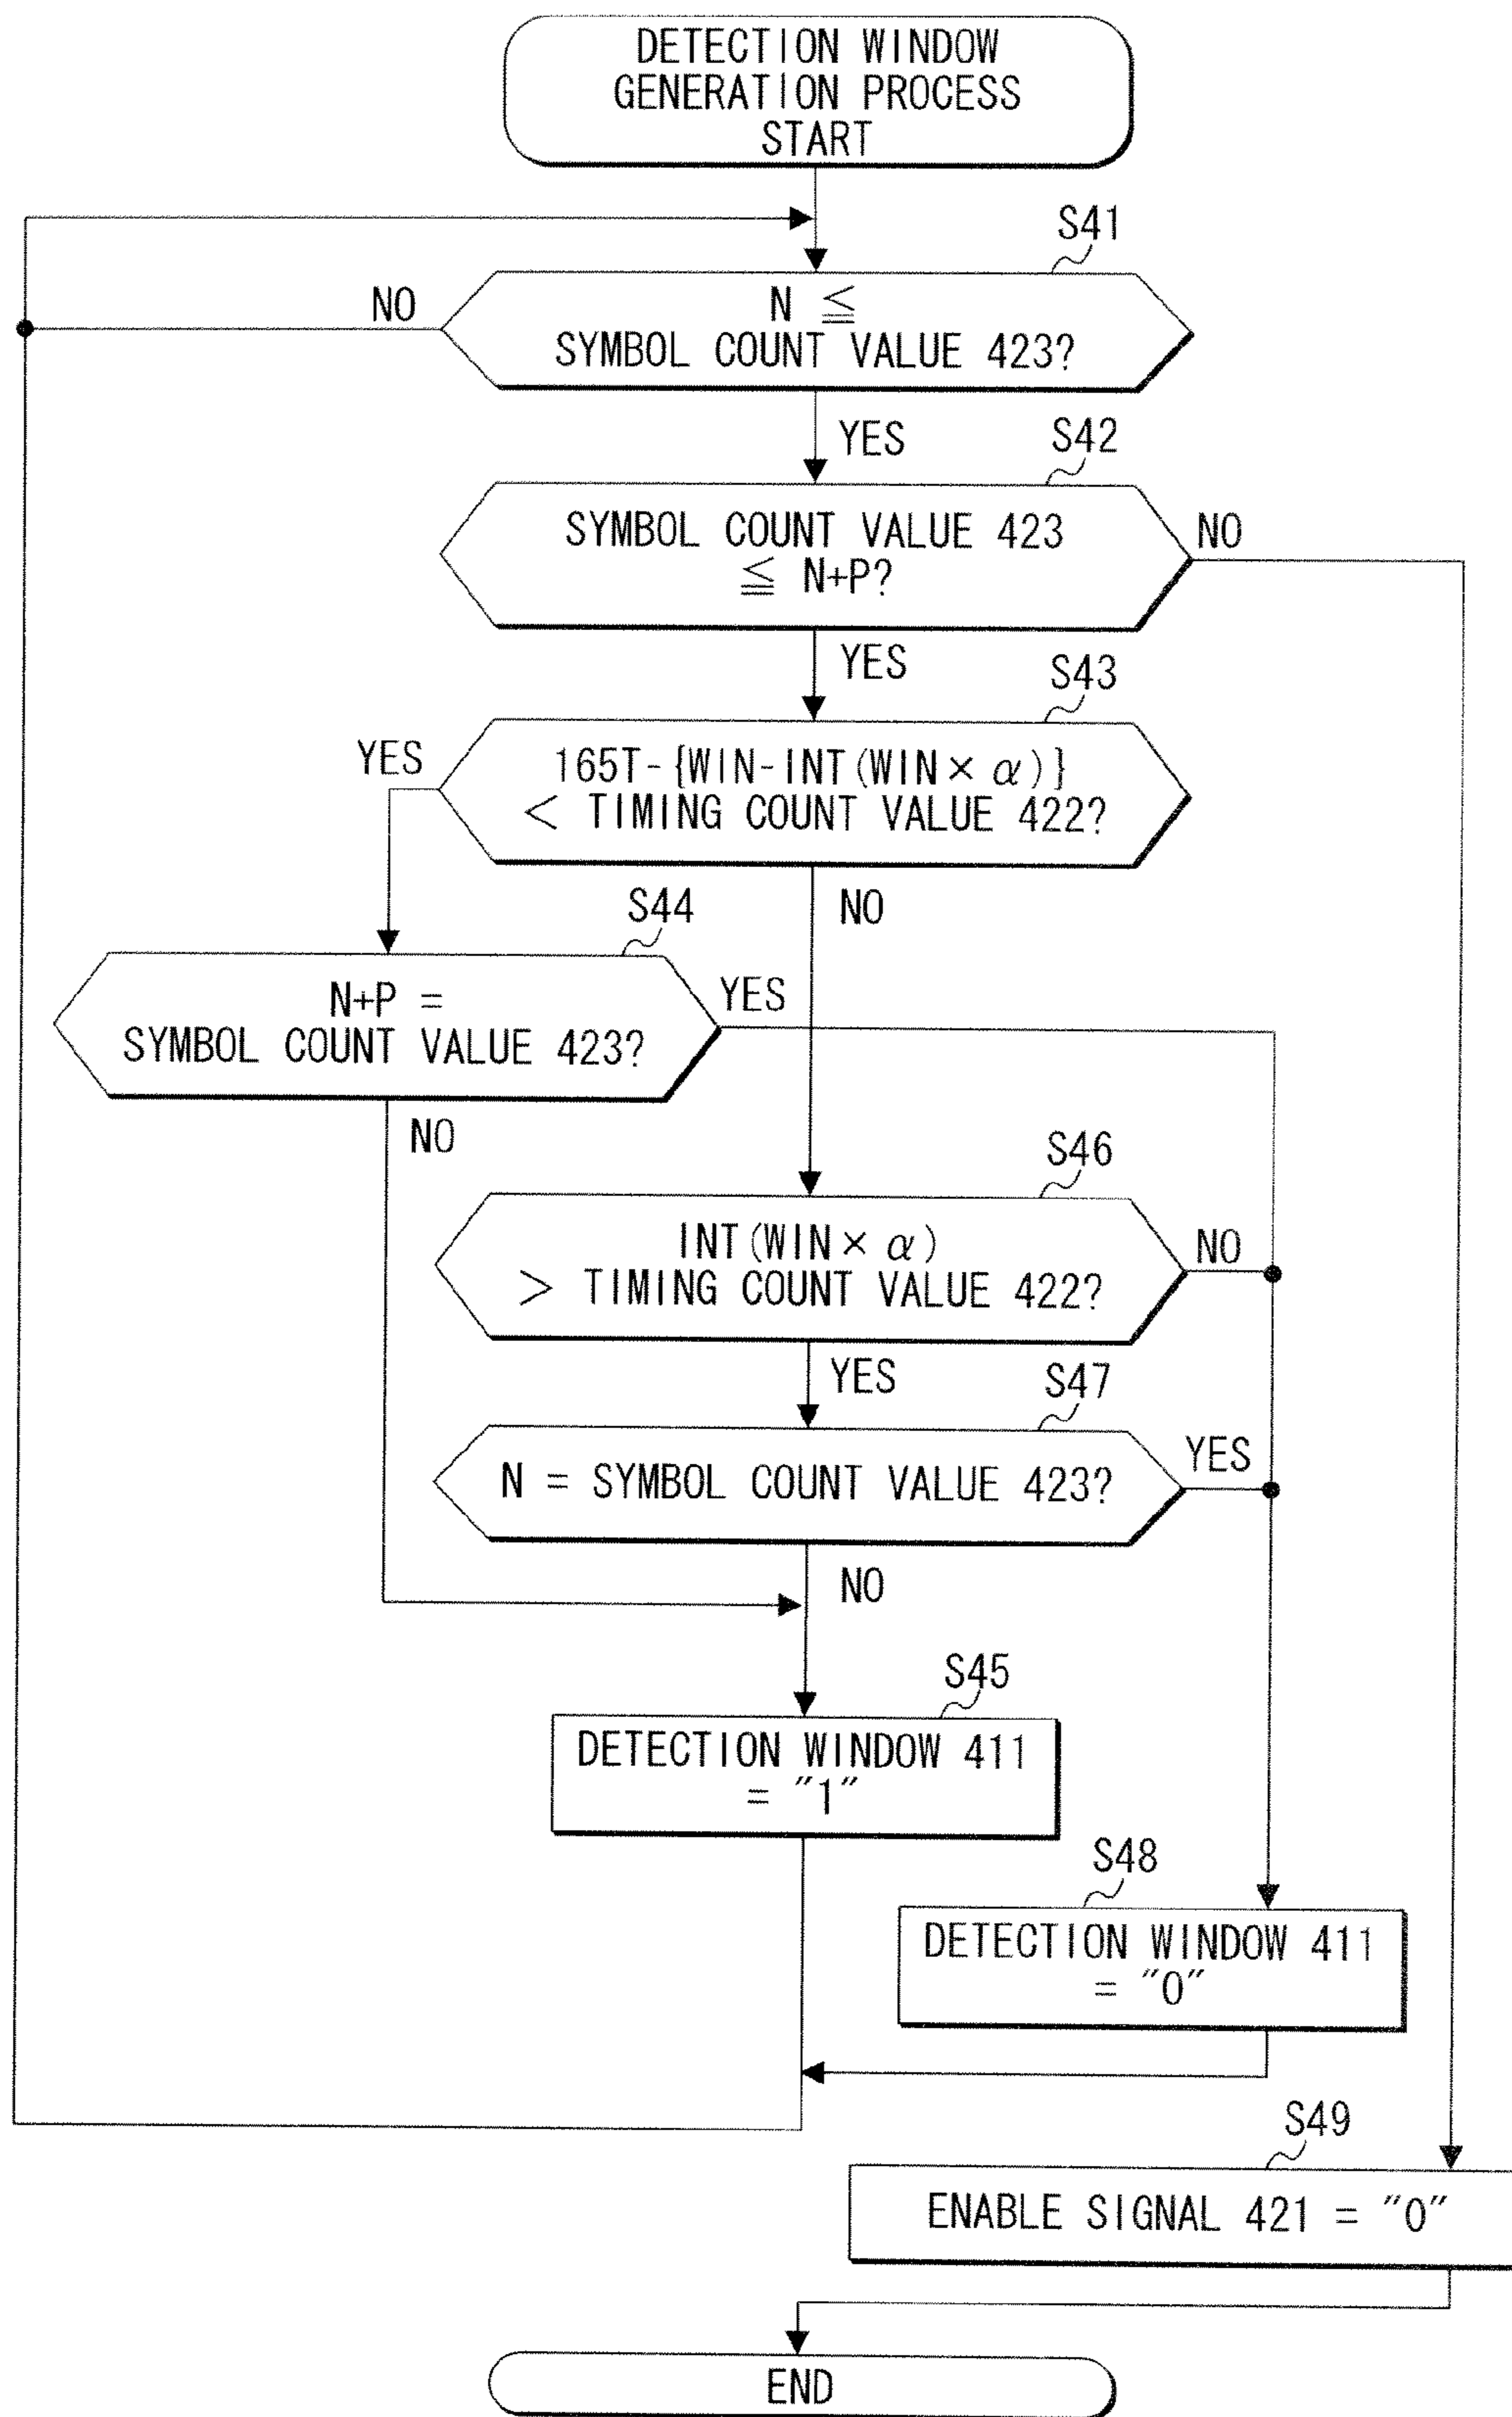 DETECTION WINDOW
GENERATION PROCESS
START
S41
NO
N ≦
SYMBOL COUNT VALUE 423?
YES
S42
SYMBOL COUNT VALUE 423
≦ N+P?
NO
YES
S43
YES
165T-{WIN-INT(WIN× α)}
< TIMING COUNT VALUE 422?
NO
S44
N+P =
SYMBOL COUNT VALUE 423?
YES
NO
S46
INT(WIN× α)
> TIMING COUNT VALUE 422?
NO
YES
S47
N = SYMBOL COUNT VALUE 423?
YES
NO
S45
DETECTION WINDOW 411
= "1"
S48
DETECTION WINDOW 411
= "0"
S49
ENABLE SIGNAL 421 = "0"
END